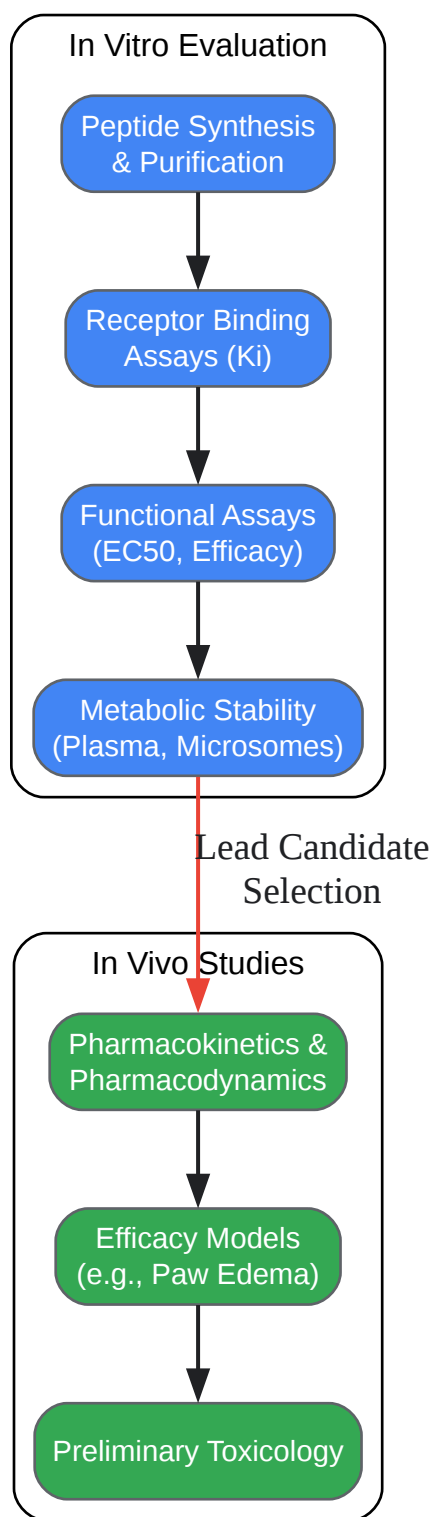 In Vitro Evaluation
Peptide Synthesis
& Purification
Receptor Binding
Assays (Ki)
Functional Assays
(EC50, Efficacy)
Metabolic Stability
(Plasma, Microsomes)
Lead Candidate
Selection
In Vivo Studies
Pharmacokinetics &
Pharmacodynamics
Efficacy Models
(e.g., Paw Edema)
Preliminary Toxicology